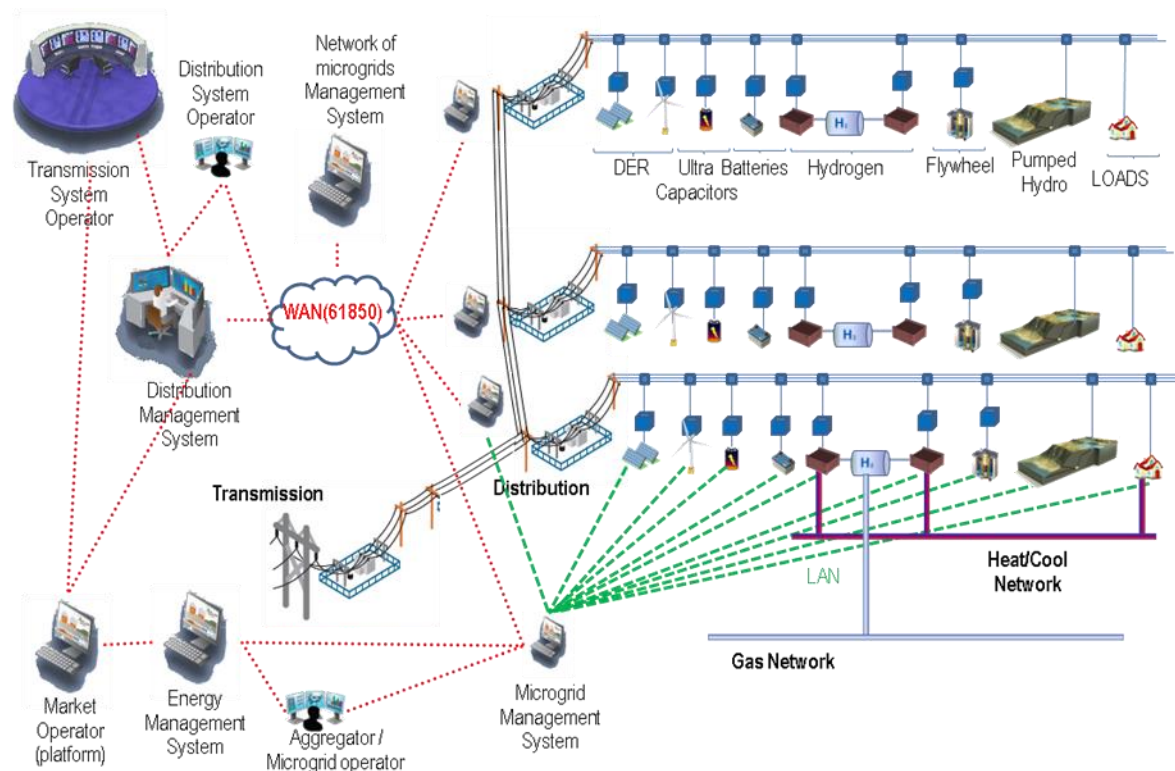 Network of
microgrids
Management
System
Distribution
System
Operator
Transmission
System
Operator
H₂
DER
Ultra
Capacitors
Batteries
Hydrogen
Flywheel
Pumped
Hydro
LOADS
WAN(61850)
H₂
Distribution
Management
System
H₂
Transmission
Distribution
LAN
Heat/Cool
Network
Gas Network
Market
Operator
(platform)
Energy
Management
System
Aggregator /
Microgrid operator
Microgrid
Management
System